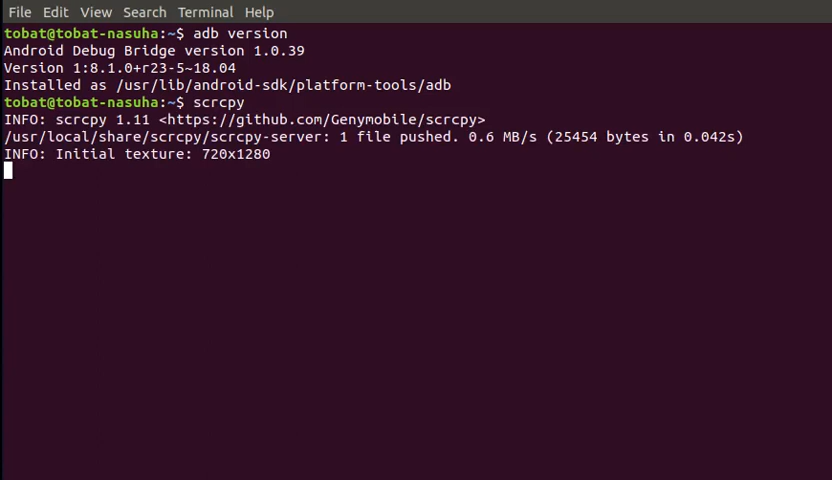 File Edit View Search Terminal Help
tobat@tobat-nasuha:~$ adb version
Android Debug Bridge version 1.0.39
Version 1:8.1.0+r23-5~18.04
Installed as /usr/lib/android-sdk/platform-tools/adb
tobat@tobat-nasuha:~$ scrcpy
INFO: scrcpy 1.11 <https://github.com/Genymobile/scrcpy>
/usr/local/share/scrcpy/scrcpy-server: 1 file pushed. 0.6 MB/s (25454 bytes in 0.042s)
INFO: Initial texture: 720x1280